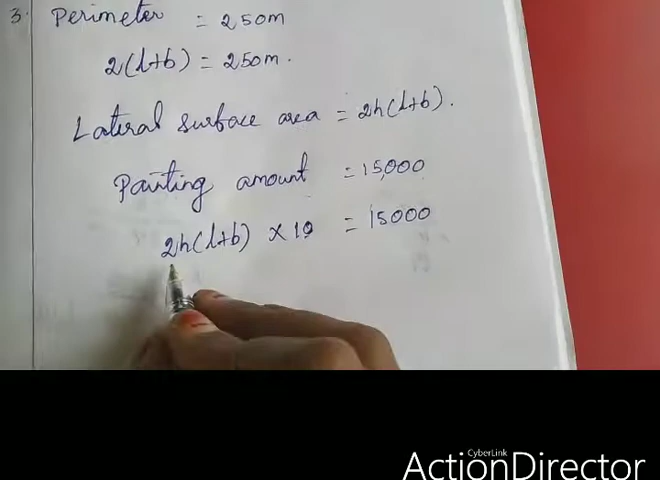 3. Perimeter = 250m
2(l+b) = 250m.
Lateral surface area = 2h(l+b).
Painting amount = 15,000
2h(l+b) × 10 = 15000
CyberLink
ActionDirector